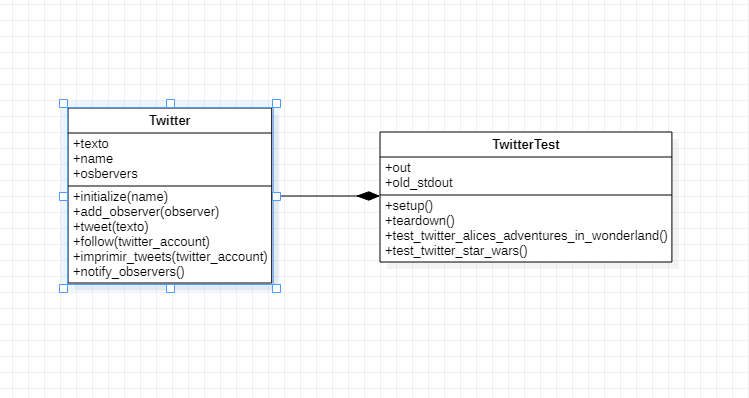 Twitter
+texto
+name
+osbervers
+initialize(name)
+add_observer(observer)
+tweet(texto)
+follow(twitter_account)
+imprimir_tweets(twitter_account)
+notify_observers()
TwitterTest
+out
+old_stdout
+setup()
+teardown()
+test_twitter_alices_adventures_in_wonderland()
+test_twitter_star_wars()